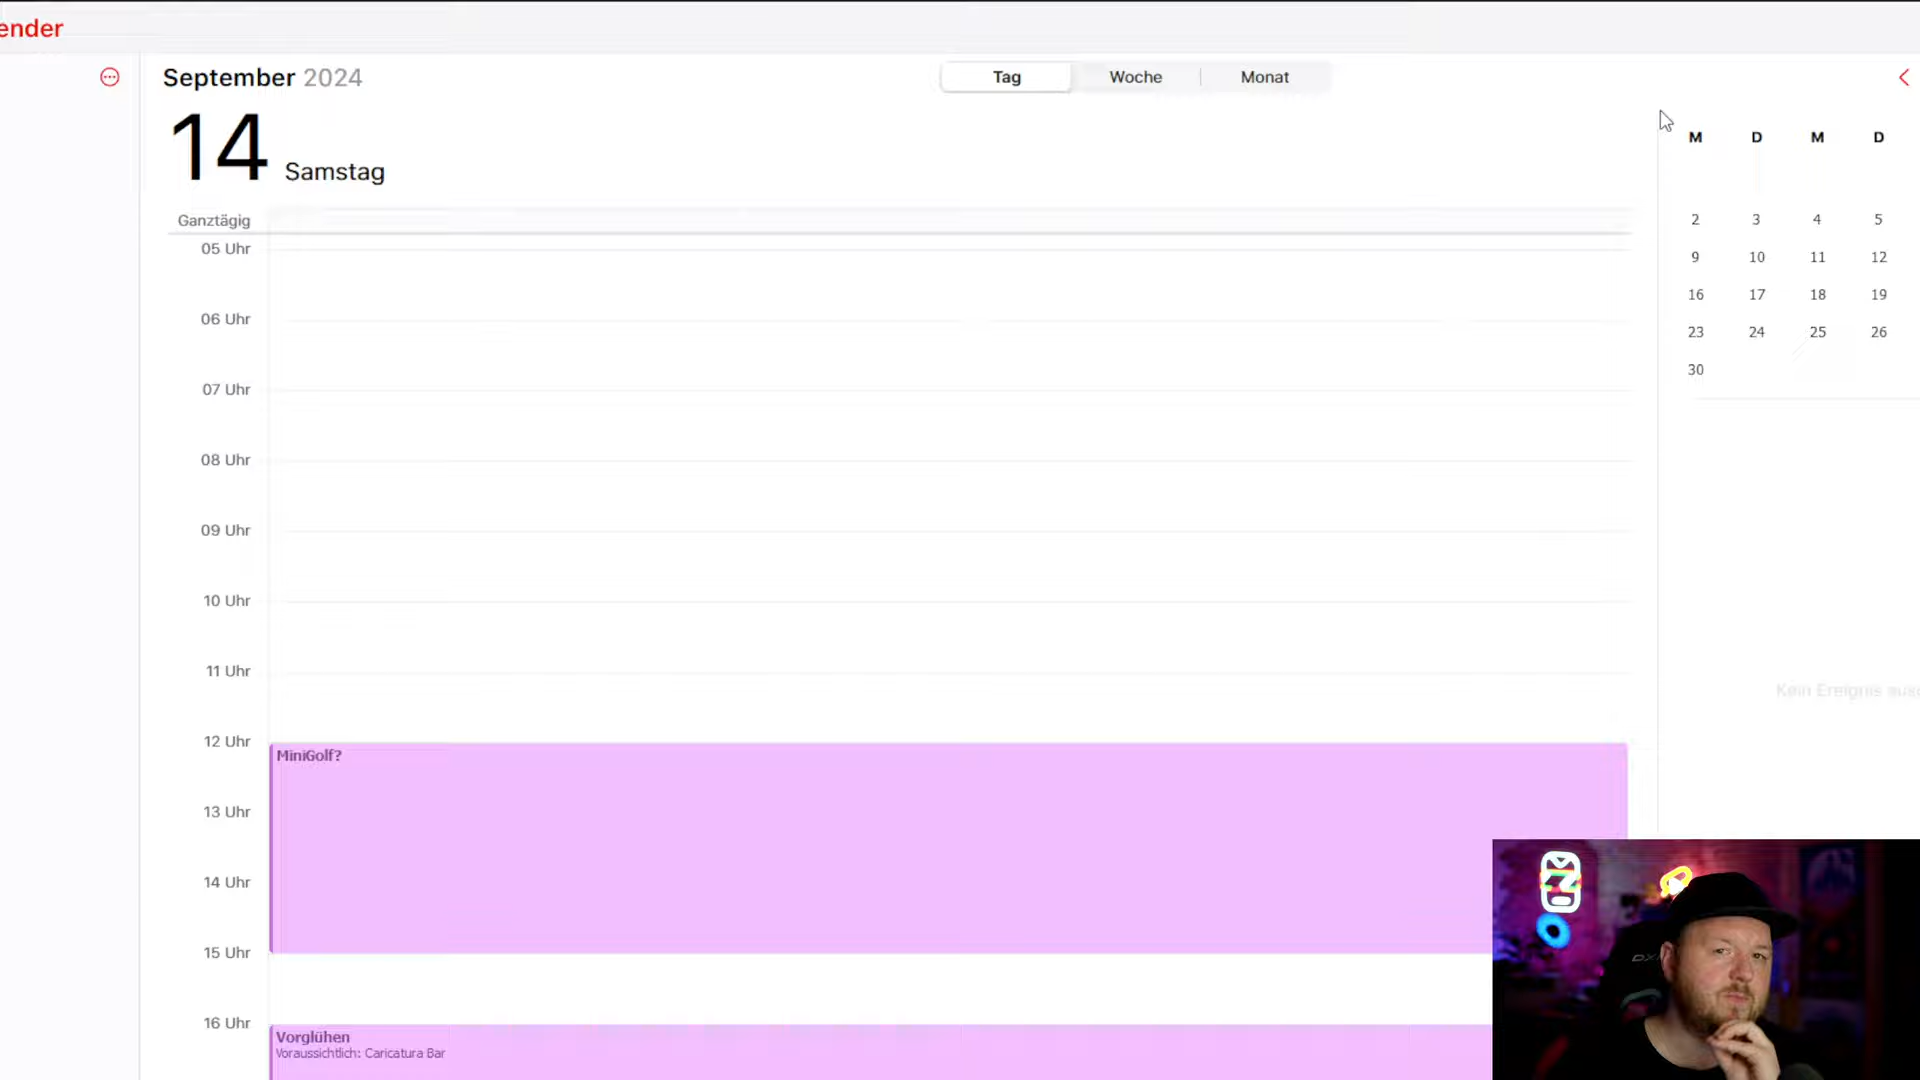 ender
September 2024
Tag Woche Monat
14 Samstag
M D M D
2 3 4 5
9 10 11 12
16 17 18 19
23 24 25 26
30
Ganztägig
05 Uhr
06 Uhr
07 Uhr
08 Uhr
09 Uhr
10 Uhr
11 Uhr
Kein Ereignis
12 Uhr
MiniGolf?
13 Uhr
14 Uhr
15 Uhr
16 Uhr
Vorglühen
Voraussichtlich: Caricatura Bar